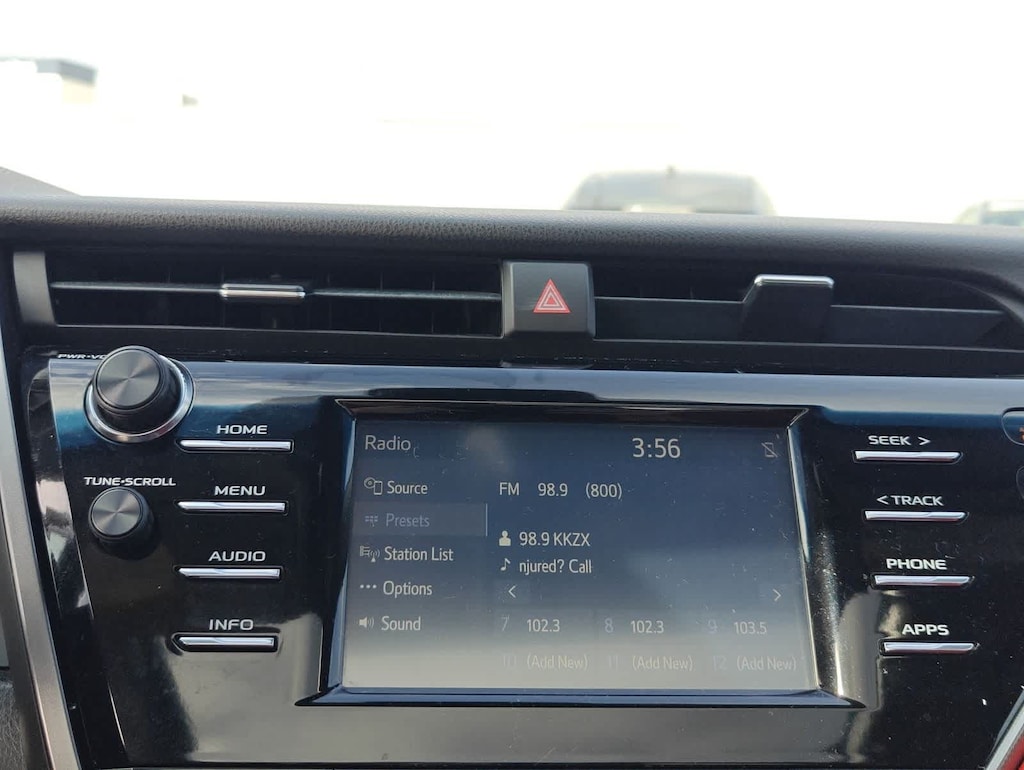 PWR•VO
HOME
TUNE•SCROLL
MENU
AUDIO
INFO
Radio
3:56
Source
FM 98.9 (800)
Presets
98.9 KKZX
Station List
njured? Call
Options
<
>
Sound
7 102.3 8 102.3 9 103.5
10 (Add New) 11 (Add New) 12 (Add New)
SEEK >
< TRACK
PHONE
APPS